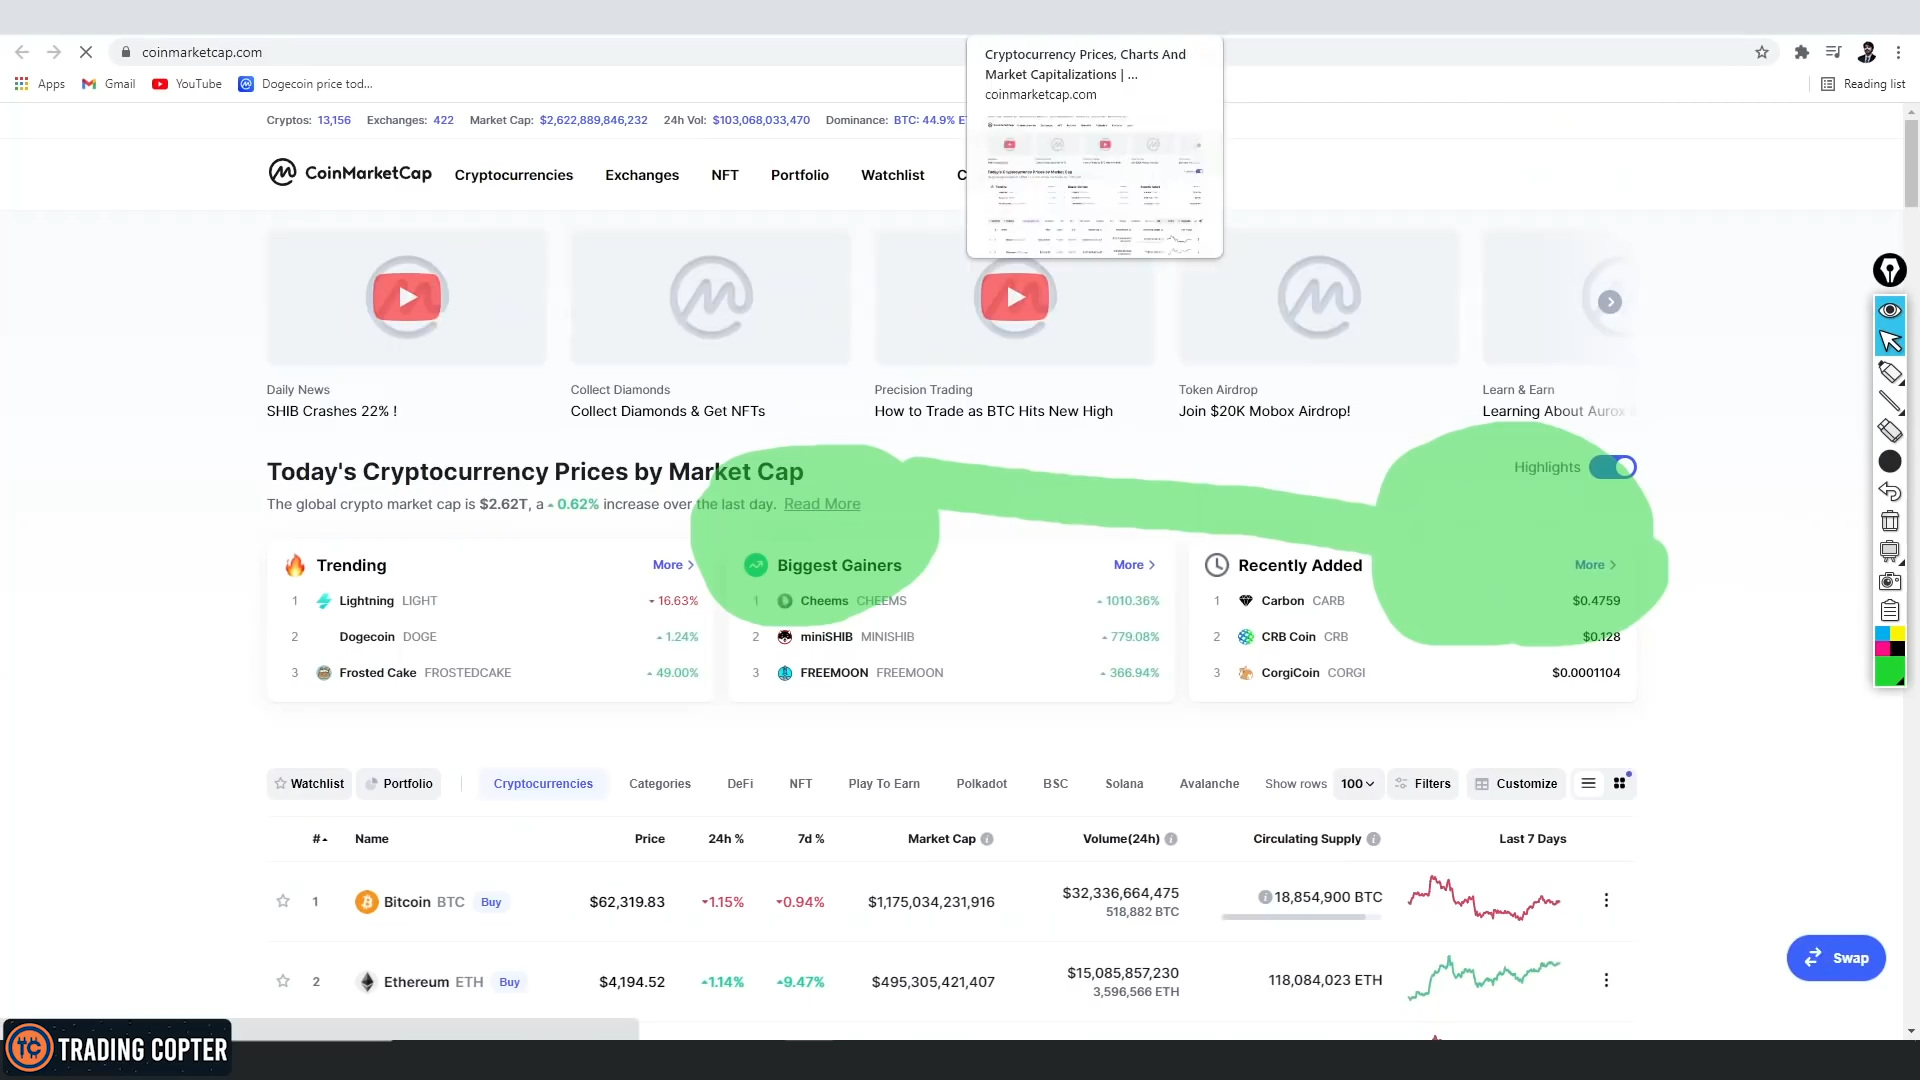 coinmarketcap.com
Apps Gmail YouTube Dogecoin price tod... Reading list
Cryptocurrency Prices, Charts And
Market Capitalizations | ...
coinmarketcap.com
Cryptos: 13,156 Exchanges: 422 Market Cap: $2,622,889,846,232 24h Vol: $103,068,033,470 Dominance: BTC: 44.9%
CoinMarketCap Cryptocurrencies Exchanges NFT Portfolio Watchlist
Daily News Collect Diamonds Precision Trading Token Airdrop Learn & Earn
SHIB Crashes 22% ! Collect Diamonds & Get NFTs How to Trade as BTC Hits New High Join $20K Mobox Airdrop! Learning About Aurox
Today's Cryptocurrency Prices by Market Cap Highlights
The global crypto market cap is $2.62T, a 0.62% increase over the last day. Read More
Trending More Biggest Gainers More Recently Added More
1 Lightning LIGHT 16.63% 1 Cheems CHEEMS 1010.36% 1 Carbon CARB $0.4759
2 Dogecoin DOGE 1.24% 2 miniSHIB MINISHIB 779.08% 2 CRB Coin CRB $0.128
3 Frosted Cake FROSTEDCAKE 49.00% 3 FREEMOON FREEMOON 366.94% 3 CorgiCoin CORGI $0.0001104
Watchlist Portfolio Cryptocurrencies Categories DeFi NFT Play To Earn Polkadot BSC Solana Avalanche Show rows 100 Filters Customize
# Name Price 24h % 7d % Market Cap Volume(24h) Circulating Supply Last 7 Days
1 Bitcoin BTC Buy $62,319.83 1.15% 0.94% $1,175,034,231,916 $32,336,664,475 18,854,900 BTC
518,882 BTC
2 Ethereum ETH Buy $4,194.52 1.14% 9.47% $495,305,421,407 $15,085,857,230 118,084,023 ETH
3,596,566 ETH
Swap
TC TRADING COPTER